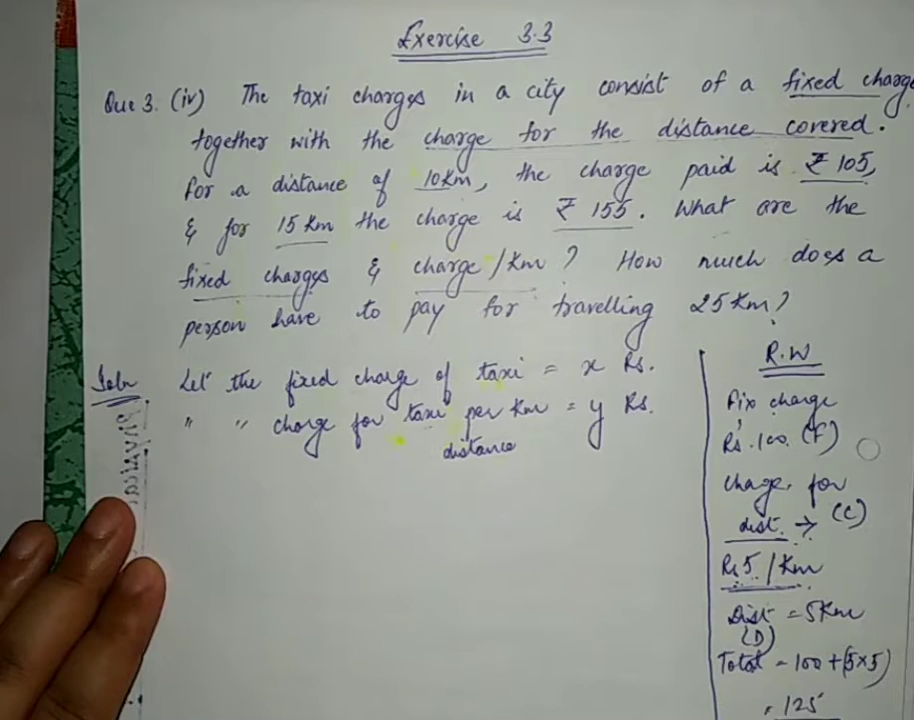 Exercise 3.3
Que 3. (iv) The taxi charges in a city consist of a fixed charge
together with the charge for the distance covered.
for a distance of 10Km, the charge paid is ₹ 105,
& for 15 Km the charge is ₹ 155. What are the
fixed charges & charge /Km ? How much does a
person have to pay for travelling 25Km?
Soln Let the fixed charge of taxi = x Rs.
" " charge for taxi per Km = y Rs.
distance
R.W
Fix charge
Rs. 100. (F)
Charge for
dist. → (C)
Rs 5 /Km
Dist = 5Km
(D)
Total = 100 + (5×5)
= 125